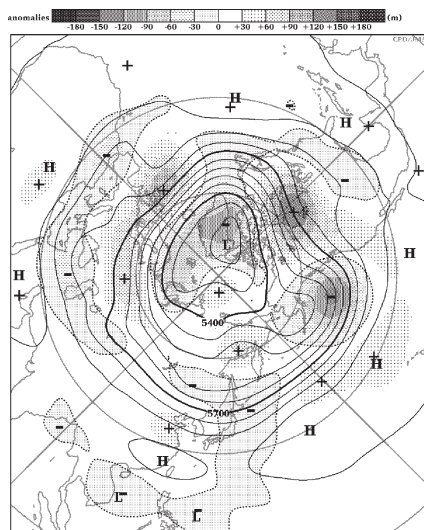 anomalies (m)
-180 -150 -120 -90 -60 -30 0 +30 +60 +90 +120 +150 +180
H
+
+
H
-
+
+
-
H
+
+
-
+
+
-
L
H
H
+
-
+
-
+
5400
+
+
H
+
-
5700
-
-
+
H
H
L
-
L
-